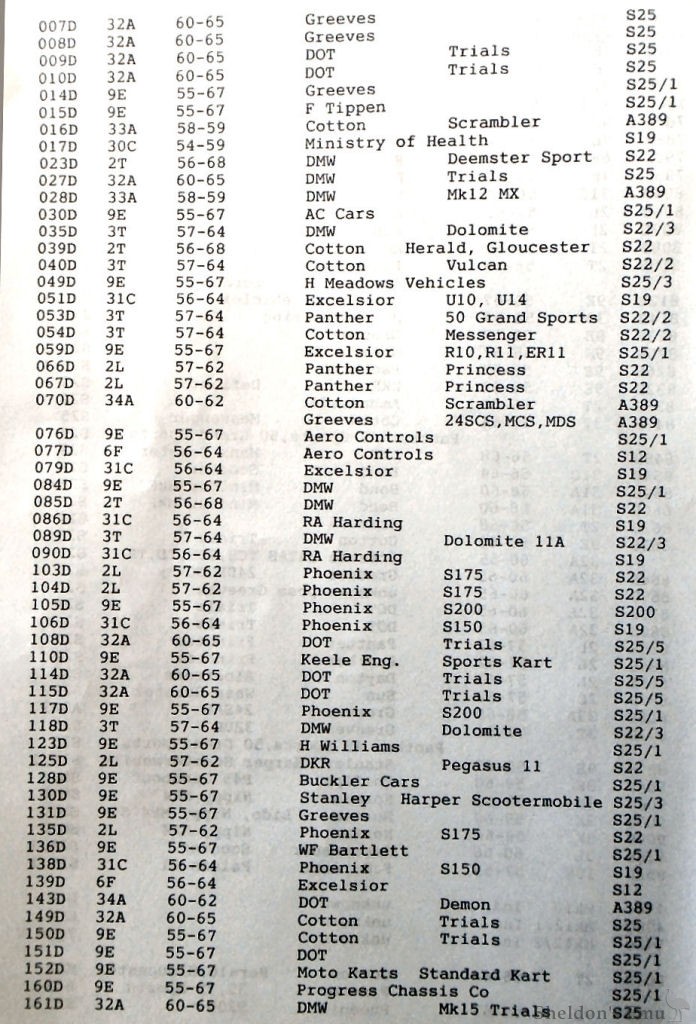 007D 32A 60-65 Greeves S25
008D 32A 60-65 Greeves S25
009D 32A 60-65 DOT Trials S25
010D 32A 60-65 DOT Trials S25
014D 9E 55-67 Greeves S25/1
015D 9E 55-67 F Tippen S25/1
016D 33A 58-59 Cotton Scrambler A389
017D 30C 54-59 Ministry of Health S19
023D 2T 56-68 DMW Deemster Sport S22
027D 32A 60-65 DMW Trials S25
028D 33A 58-59 DMW Mk12 MX A389
030D 9E 55-67 AC Cars S25/1
035D 3T 57-64 DMW Dolomite S22/3
039D 2T 56-68 Cotton Herald, Gloucester S22
040D 3T 57-64 Cotton Vulcan S22/2
049D 9E 55-67 H Meadows Vehicles S25/3
051D 31C 56-64 Excelsior U10, U14 S19
053D 3T 57-64 Panther 50 Grand Sports S22/2
054D 3T 57-64 Cotton Messenger S22/2
059D 9E 55-67 Excelsior R10,R11,ER11 S25/1
066D 2L 57-62 Panther Princess S22
067D 2L 57-62 Panther Princess S22
070D 34A 60-62 Cotton Scrambler A389
Greeves 24SCS,MCS,MDS A389
076D 9E 55-67 Aero Controls S25/1
077D 6F 56-64 Aero Controls S12
079D 31C 56-64 Excelsior S19
084D 9E 55-67 DMW S25/1
085D 2T 56-68 DMW S22
086D 31C 56-64 RA Harding S19
089D 3T 57-64 DMW Dolomite 11A S22/3
090D 31C 56-64 RA Harding S19
103D 2L 57-62 Phoenix S175 S22
104D 2L 57-62 Phoenix S175 S22
105D 9E 55-67 Phoenix S200 S200
106D 31C 56-64 Phoenix S150 S19
108D 32A 60-65 DOT Trials S25/5
110D 9E 55-67 Keele Eng. Sports Kart S25/1
114D 32A 60-65 DOT Trials S25/5
115D 32A 60-65 DOT Trials S25/5
117D 9E 55-67 Phoenix S200 S25/1
118D 3T 57-64 DMW Dolomite S22/3
123D 9E 55-67 H Williams S25/1
125D 2L 57-62 DKR Pegasus 11 S22
128D 9E 55-67 Buckler Cars S25/1
130D 9E 55-67 Stanley Harper Scootermobile S25/3
131D 9E 55-67 Greeves S25/1
135D 2L 57-62 Phoenix S175 S22
136D 9E 55-67 WF Bartlett S25/1
138D 31C 56-64 Phoenix S150 S19
139D 6F 56-64 Excelsior S12
143D 34A 60-62 DOT Demon A389
149D 32A 60-65 Cotton Trials S25
150D 9E 55-67 Cotton Trials S25/1
151D 9E 55-67 DOT S25/1
152D 9E 55-67 Moto Karts Standard Kart S25/1
160D 9E 55-67 Progress Chassis Co S25/1
161D 32A 60-65 DMW Mk15 Trials S25